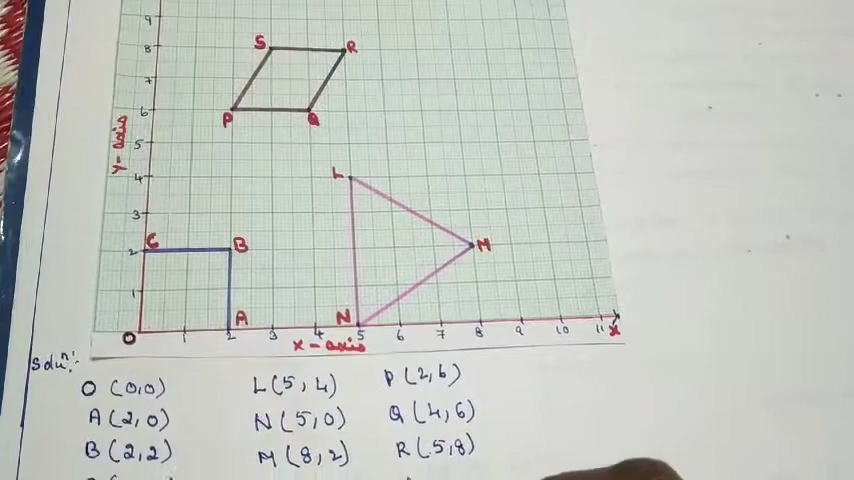 9
S 8 R
7
6 P Q
5
y-axis
4 L
3
C 2 B M
1
O A N
1 2 3 4 5 6 7 8 9 10 11 x
x-axis
Soluⁿ:-
O (0,0) L(5,4) P(2,6)
A(2,0) N(5,0) Q(4,6)
B(2,2) M(8,2) R(5,8)